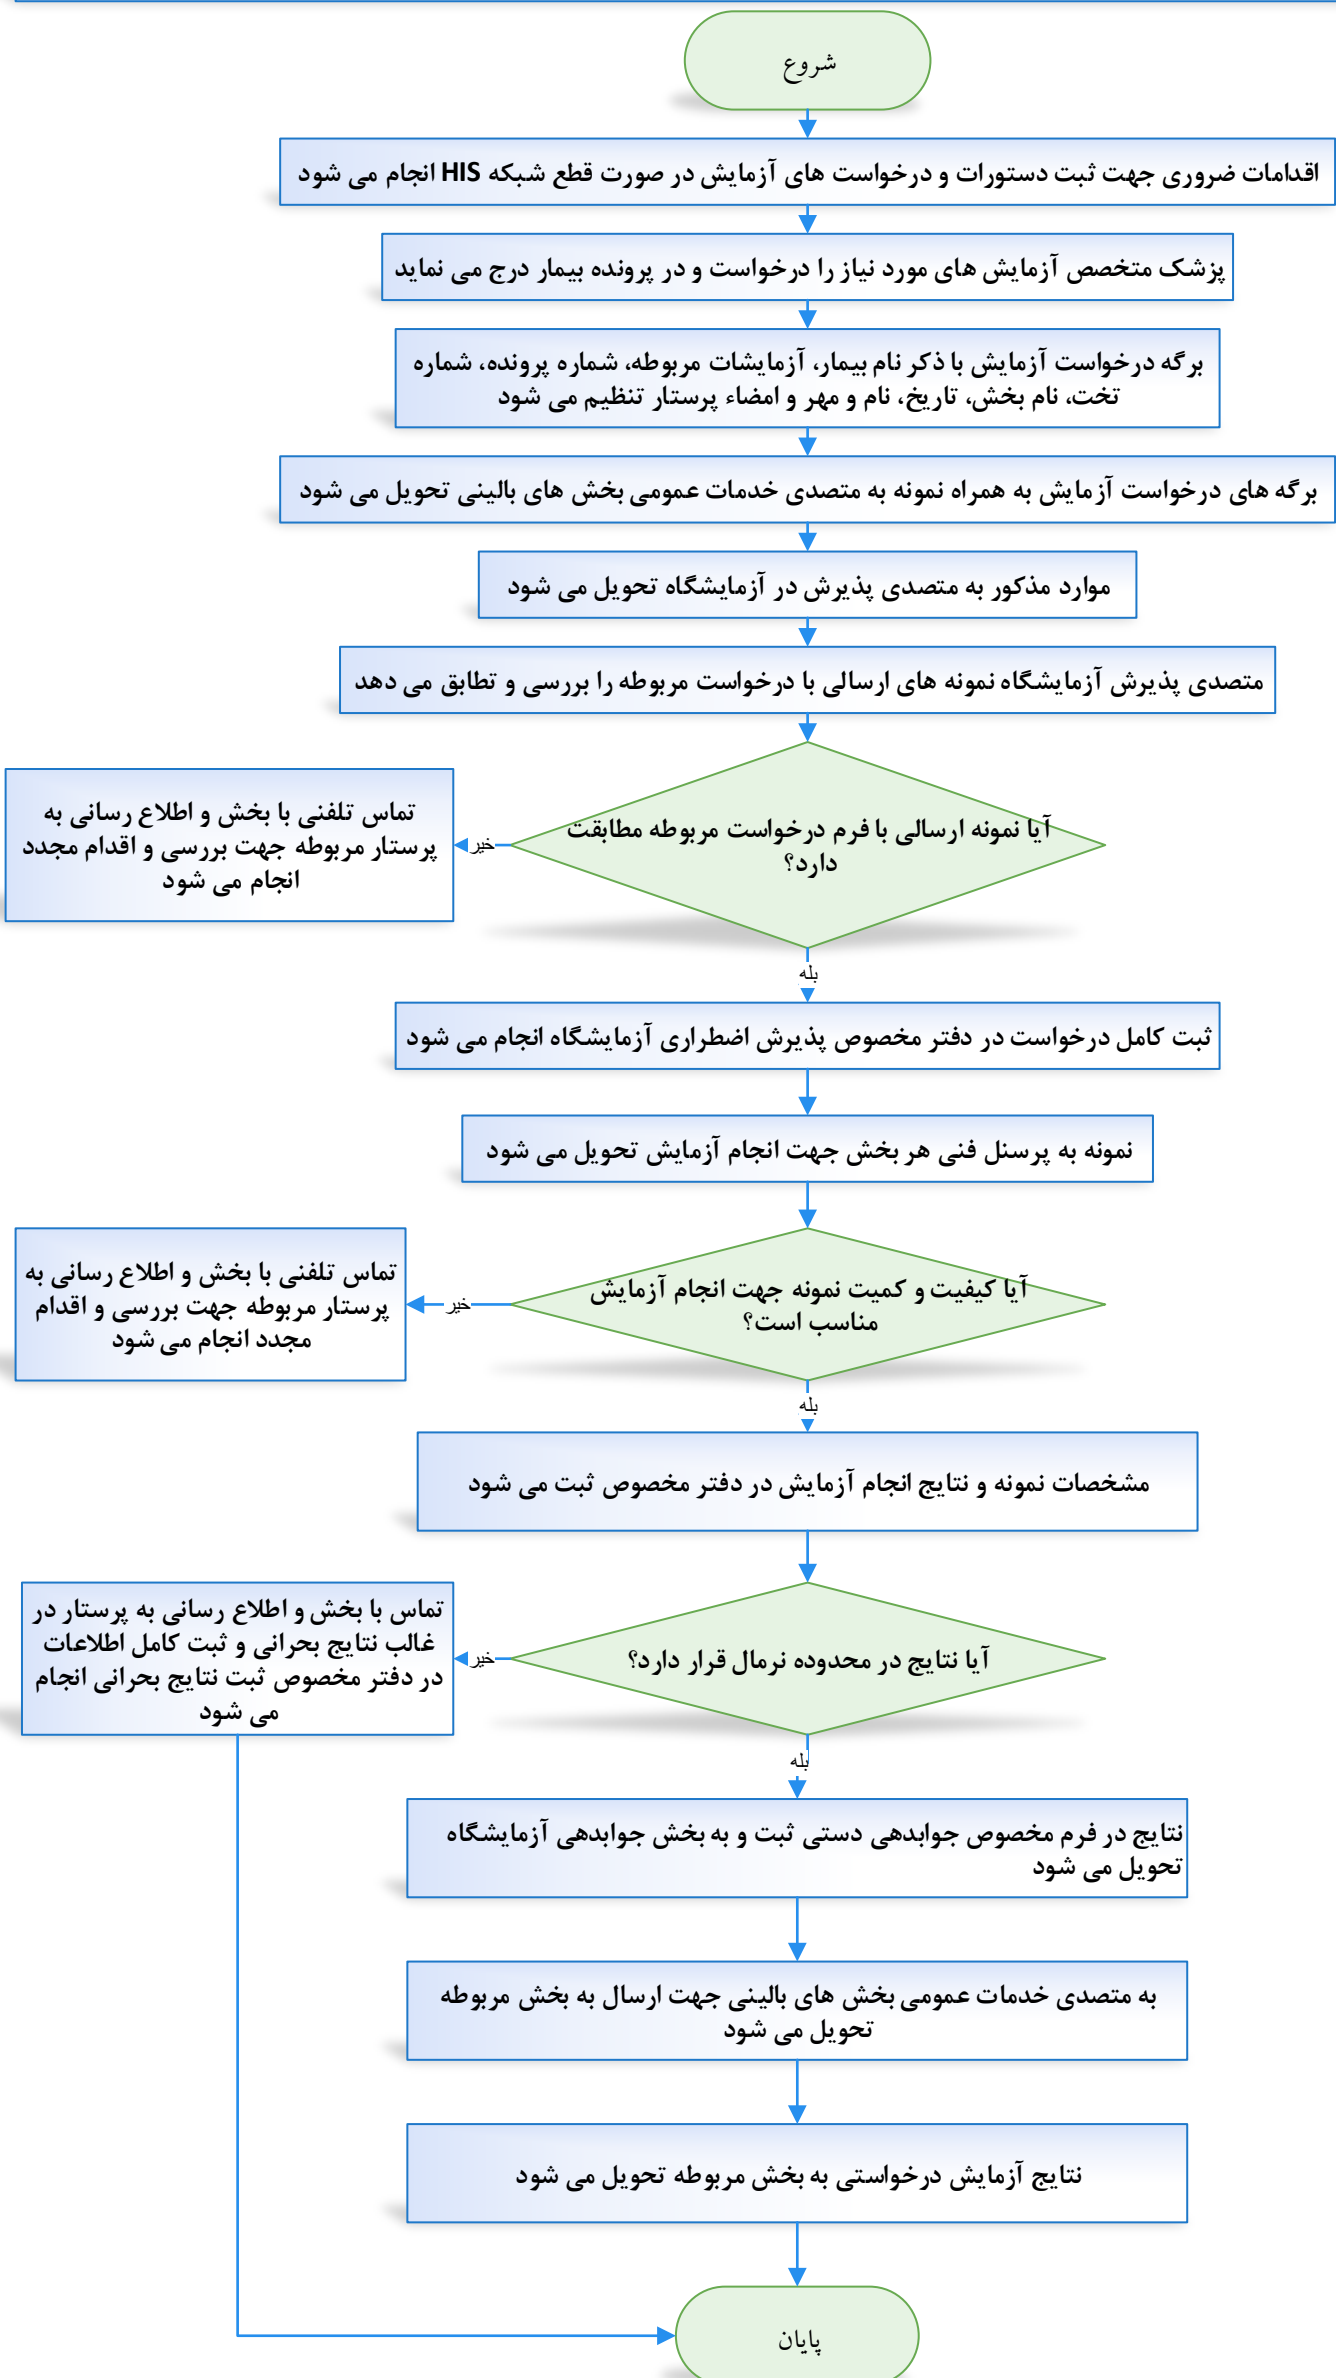 شروع
اقدامات ضروری جهت ثبت دستورات و درخواست های آزمایش در صورت قطع شبکه HIS انجام می شود
پزشک متخصص آزمایش های مورد نیاز را درخواست و در پرونده بیمار درج می نماید
برگه درخواست آزمایش با ذکر نام بیمار، آزمایشات مربوطه، شماره پرونده، شماره
تخت، نام بخش، تاریخ، نام و مهر و امضاء پرستار تنظیم می شود
برگه های درخواست آزمایش به همراه نمونه به متصدی خدمات عمومی بخش های بالینی تحویل می شود
موارد مذکور به متصدی پذیرش در آزمایشگاه تحویل می شود
متصدی پذیرش آزمایشگاه نمونه های ارسالی با درخواست مربوطه را بررسی و تطابق می دهد
آیا نمونه ارسالی با فرم درخواست مربوطه مطابقت
دارد؟
خیر
تماس تلفنی با بخش و اطلاع رسانی به
پرستار مربوطه جهت بررسی و اقدام مجدد
انجام می شود
بله
ثبت کامل درخواست در دفتر مخصوص پذیرش اضطراری آزمایشگاه انجام می شود
نمونه به پرسنل فنی هر بخش جهت انجام آزمایش تحویل می شود
آیا کیفیت و کمیت نمونه جهت انجام آزمایش
مناسب است؟
خیر
تماس تلفنی با بخش و اطلاع رسانی به
پرستار مربوطه جهت بررسی و اقدام
مجدد انجام می شود
بله
مشخصات نمونه و نتایج انجام آزمایش در دفتر مخصوص ثبت می شود
آیا نتایج در محدوده نرمال قرار دارد؟
خیر
تماس با بخش و اطلاع رسانی به پرستار در
غالب نتایج بحرانی و ثبت کامل اطلاعات
در دفتر مخصوص ثبت نتایج بحرانی انجام
می شود
بله
نتایج در فرم مخصوص جوابدهی دستی ثبت و به بخش جوابدهی آزمایشگاه
تحویل می شود
به متصدی خدمات عمومی بخش های بالینی جهت ارسال به بخش مربوطه
تحویل می شود
نتایج آزمایش درخواستی به بخش مربوطه تحویل می شود
پایان